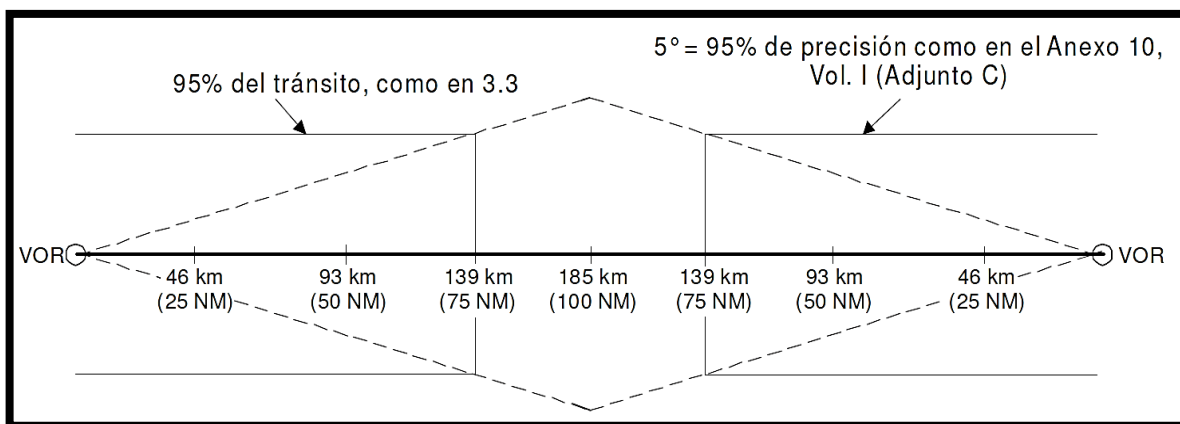 5° = 95% de precisión como en el Anexo 10,
Vol. I (Adjunto C)
95% del tránsito, como en 3.3
VOR
VOR
46 km
(25 NM)
93 km
(50 NM)
139 km
(75 NM)
185 km
(100 NM)
139 km
(75 NM)
93 km
(50 NM)
46 km
(25 NM)